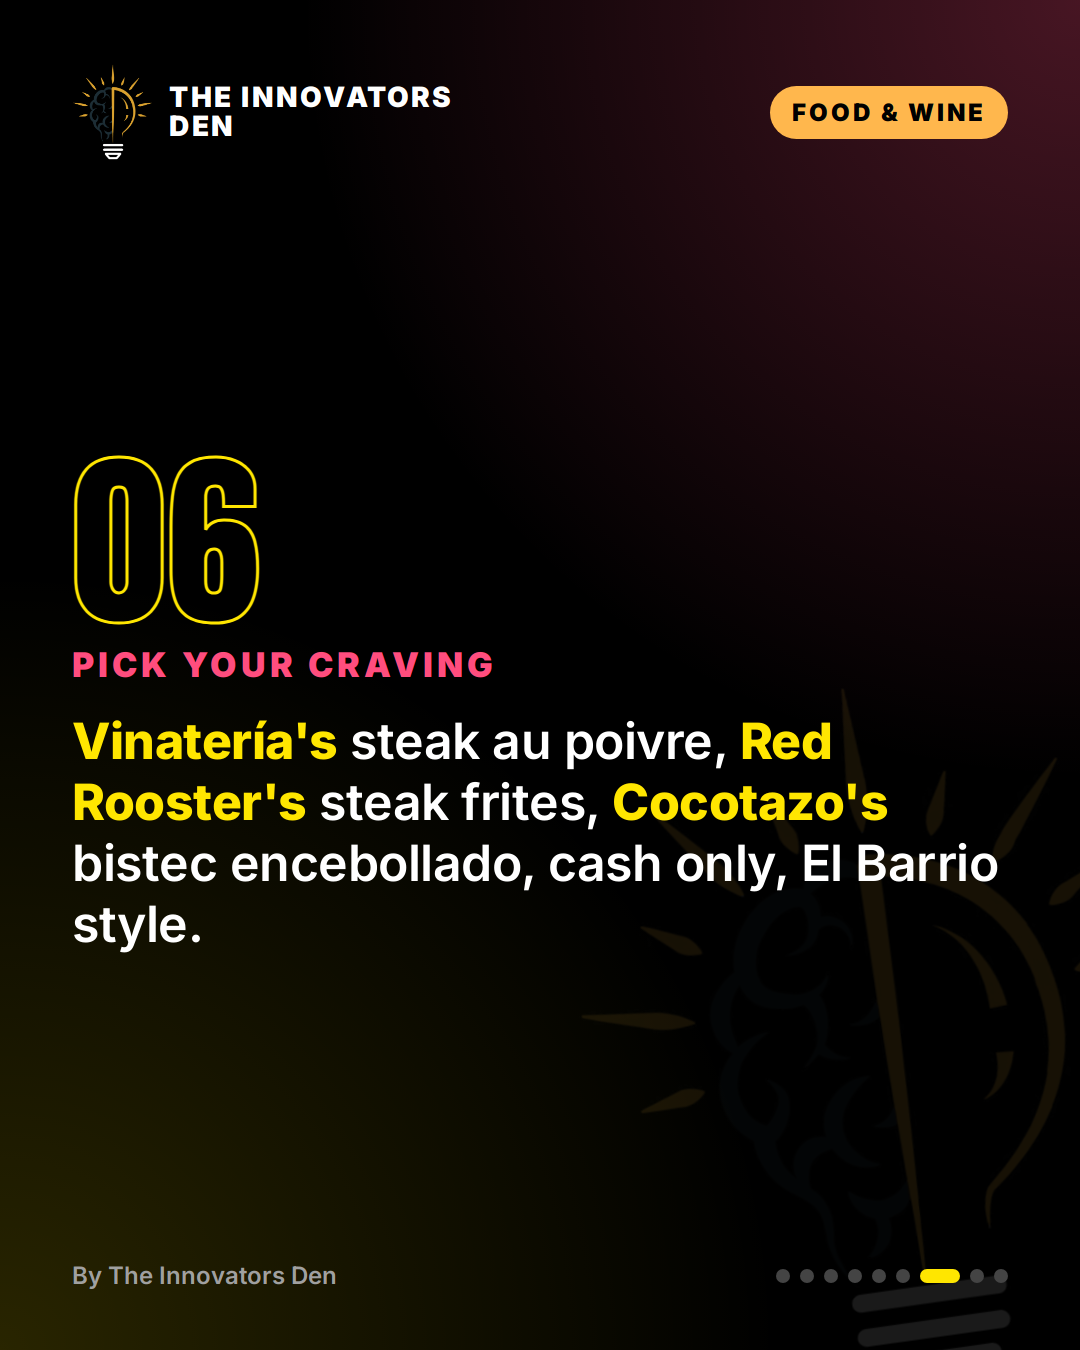 THE INNOVATORS
DEN
FOOD & WINE
06
PICK YOUR CRAVING
Vinatería's steak au poivre, Red
Rooster's steak frites, Cocotazo's
bistec encebollado, cash only, El Barrio
style.
By The Innovators Den